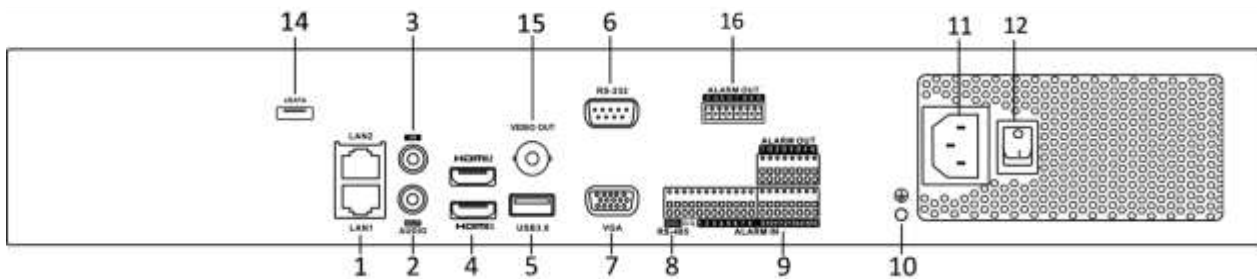 14 3 15 6 16 11 12
eSATA
RS-232
ALARM OUT
LAN2
VIDEO OUT
ALARM OUT
HDMI
LAN1
AUDIO
HDMI
USB3.0
VGA
RS-485
ALARM IN
1 2 4 5 7 8 9 10